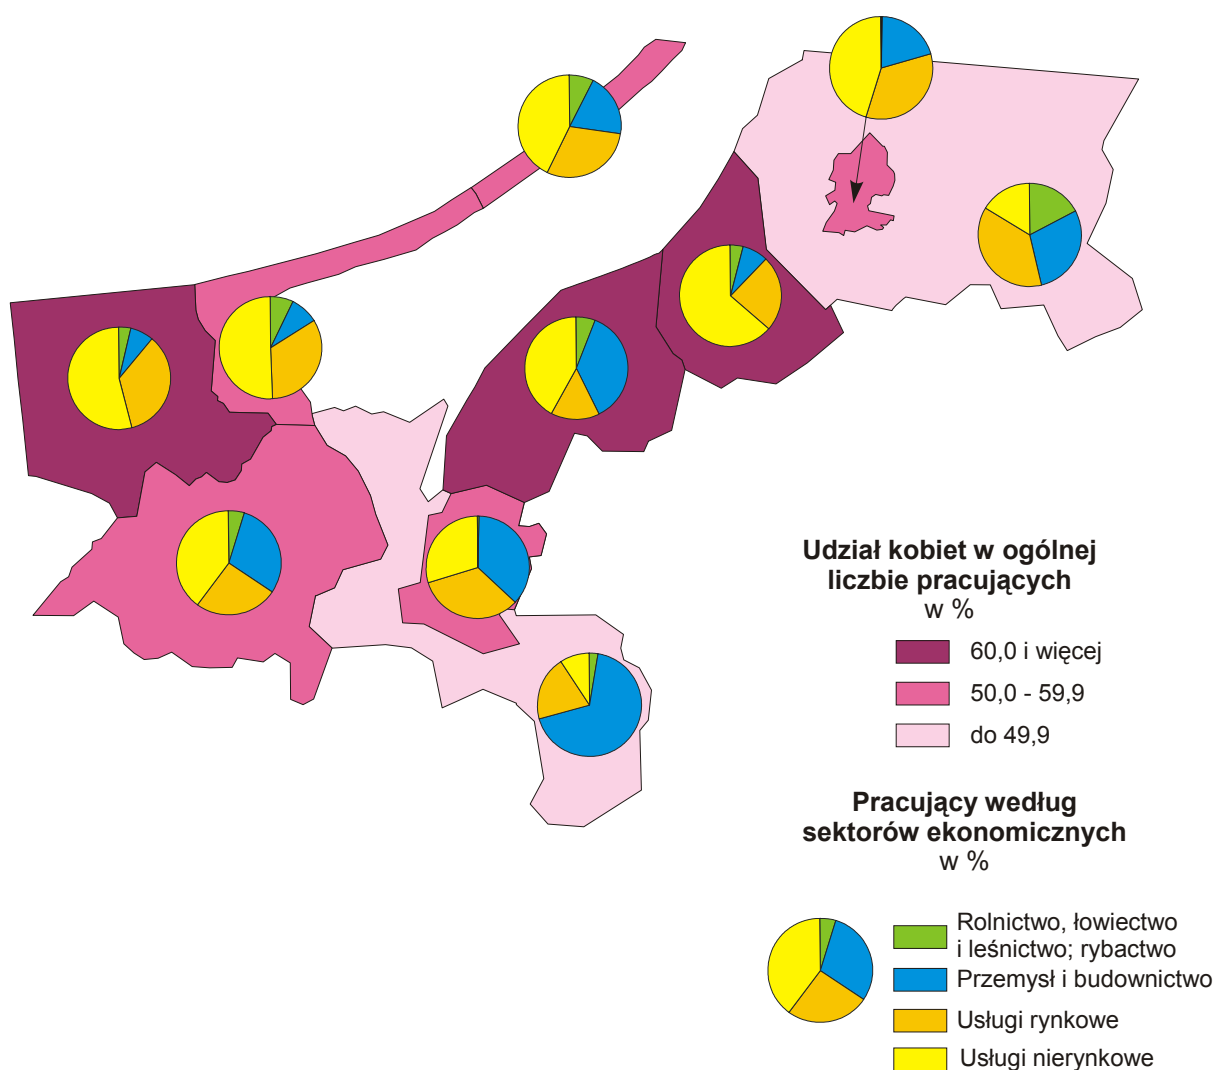 Udział kobiet w ogólnej
liczbie pracujących
w %
60,0 i więcej
50,0 - 59,9
do 49,9
Pracujący według
sektorów ekonomicznych
w %
Rolnictwo, łowiectwo
i leśnictwo; rybactwo
Przemysł i budownictwo
Usługi rynkowe
Usługi nierynkowe